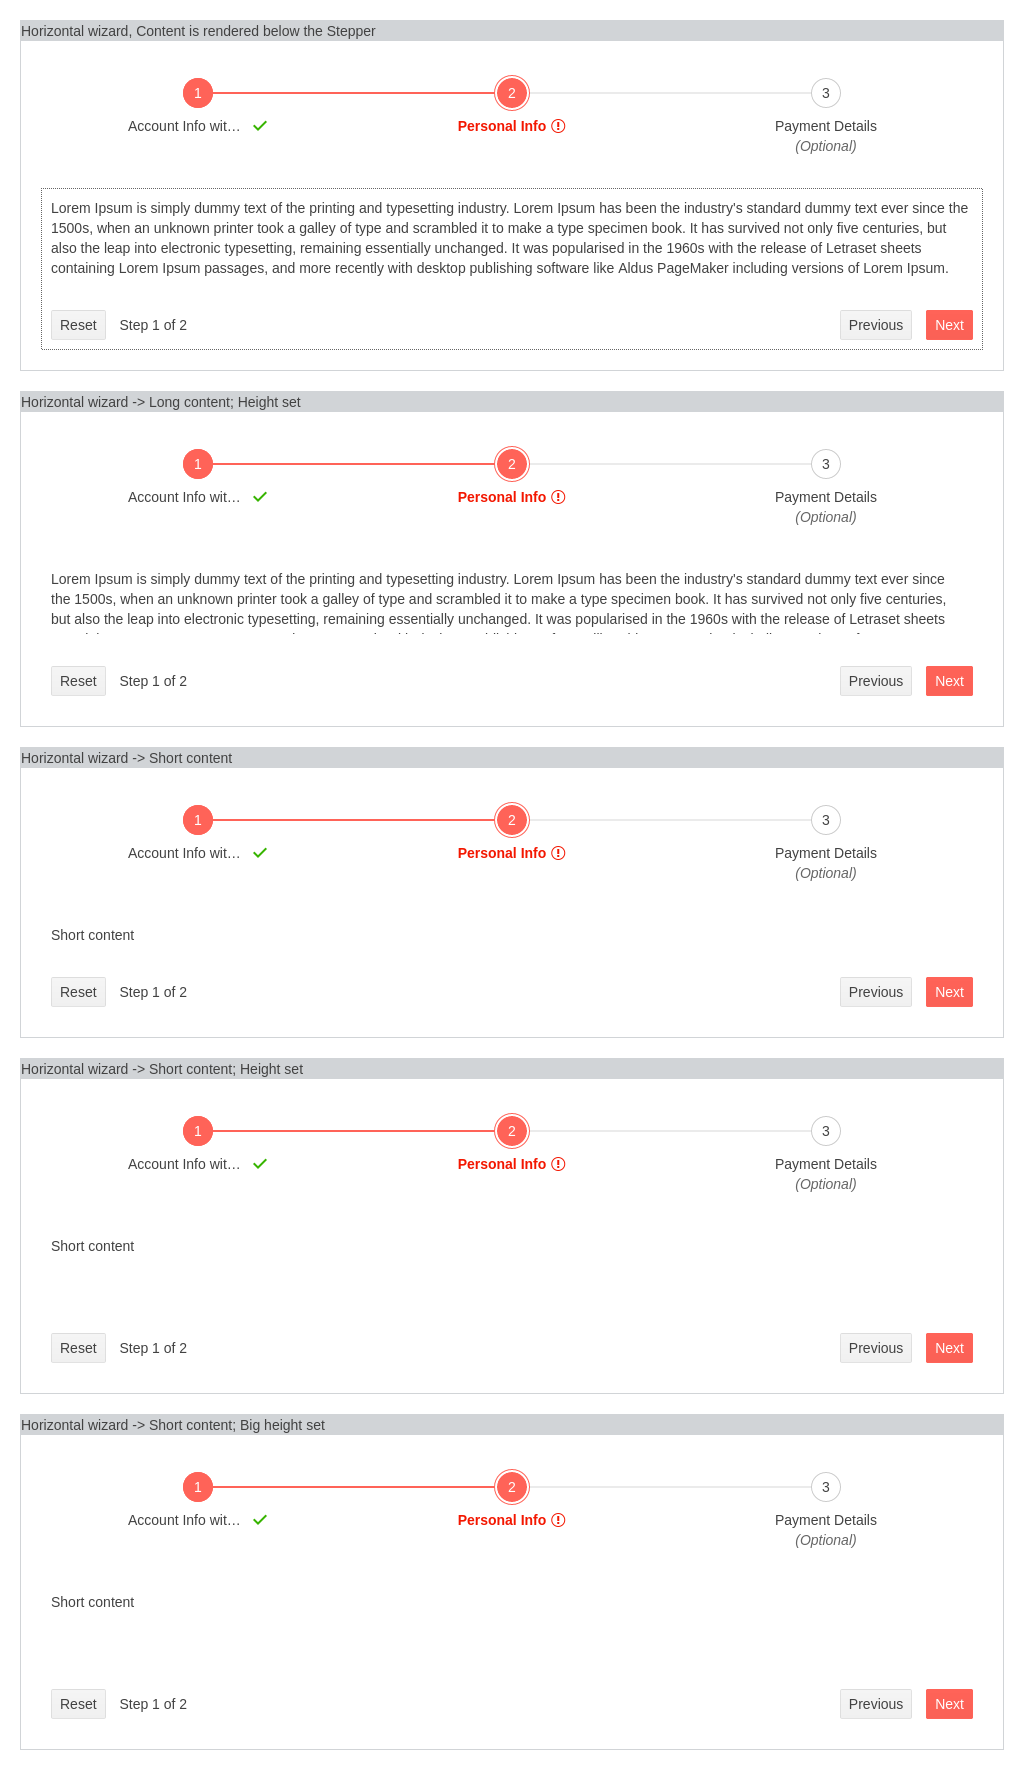 Horizontal wizard, Content is rendered below the Stepper
1 2 3
Account Info wit… Personal Info Payment Details
(Optional)
Lorem Ipsum is simply dummy text of the printing and typesetting industry. Lorem Ipsum has been the industry's standard dummy text ever since the
1500s, when an unknown printer took a galley of type and scrambled it to make a type specimen book. It has survived not only five centuries, but
also the leap into electronic typesetting, remaining essentially unchanged. It was popularised in the 1960s with the release of Letraset sheets
containing Lorem Ipsum passages, and more recently with desktop publishing software like Aldus PageMaker including versions of Lorem Ipsum.
Reset Step 1 of 2 Previous Next
Horizontal wizard -> Long content; Height set
1 2 3
Account Info wit… Personal Info Payment Details
(Optional)
Lorem Ipsum is simply dummy text of the printing and typesetting industry. Lorem Ipsum has been the industry's standard dummy text ever since
the 1500s, when an unknown printer took a galley of type and scrambled it to make a type specimen book. It has survived not only five centuries,
but also the leap into electronic typesetting, remaining essentially unchanged. It was popularised in the 1960s with the release of Letraset sheets
Reset Step 1 of 2 Previous Next
Horizontal wizard -> Short content
1 2 3
Account Info wit… Personal Info Payment Details
(Optional)
Short content
Reset Step 1 of 2 Previous Next
Horizontal wizard -> Short content; Height set
1 2 3
Account Info wit… Personal Info Payment Details
(Optional)
Short content
Reset Step 1 of 2 Previous Next
Horizontal wizard -> Short content; Big height set
1 2 3
Account Info wit… Personal Info Payment Details
(Optional)
Short content
Reset Step 1 of 2 Previous Next